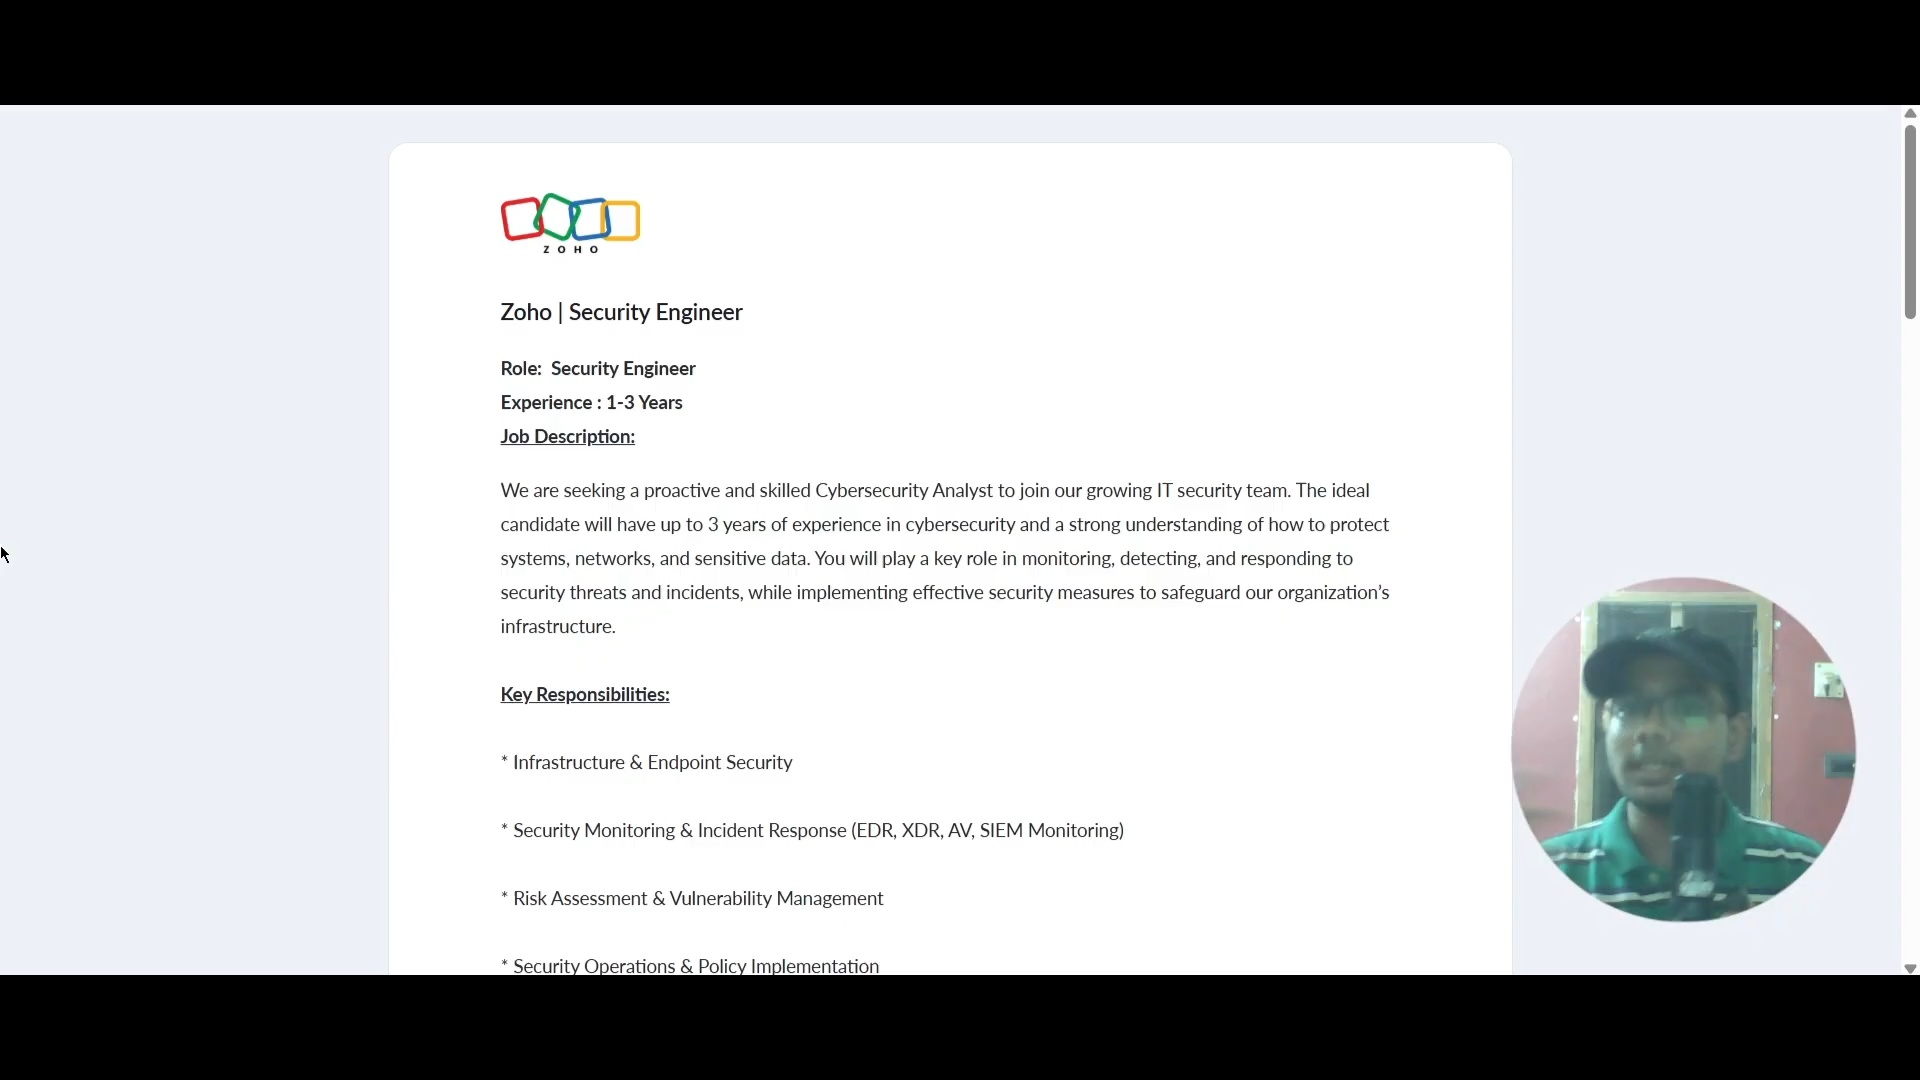 ZOHO
Zoho | Security Engineer
Role: Security Engineer
Experience : 1-3 Years
Job Description:
We are seeking a proactive and skilled Cybersecurity Analyst to join our growing IT security team. The ideal
candidate will have up to 3 years of experience in cybersecurity and a strong understanding of how to protect
systems, networks, and sensitive data. You will play a key role in monitoring, detecting, and responding to
security threats and incidents, while implementing effective security measures to safeguard our organization’s
infrastructure.
Key Responsibilities:
* Infrastructure & Endpoint Security
* Security Monitoring & Incident Response (EDR, XDR, AV, SIEM Monitoring)
* Risk Assessment & Vulnerability Management
* Security Operations & Policy Implementation